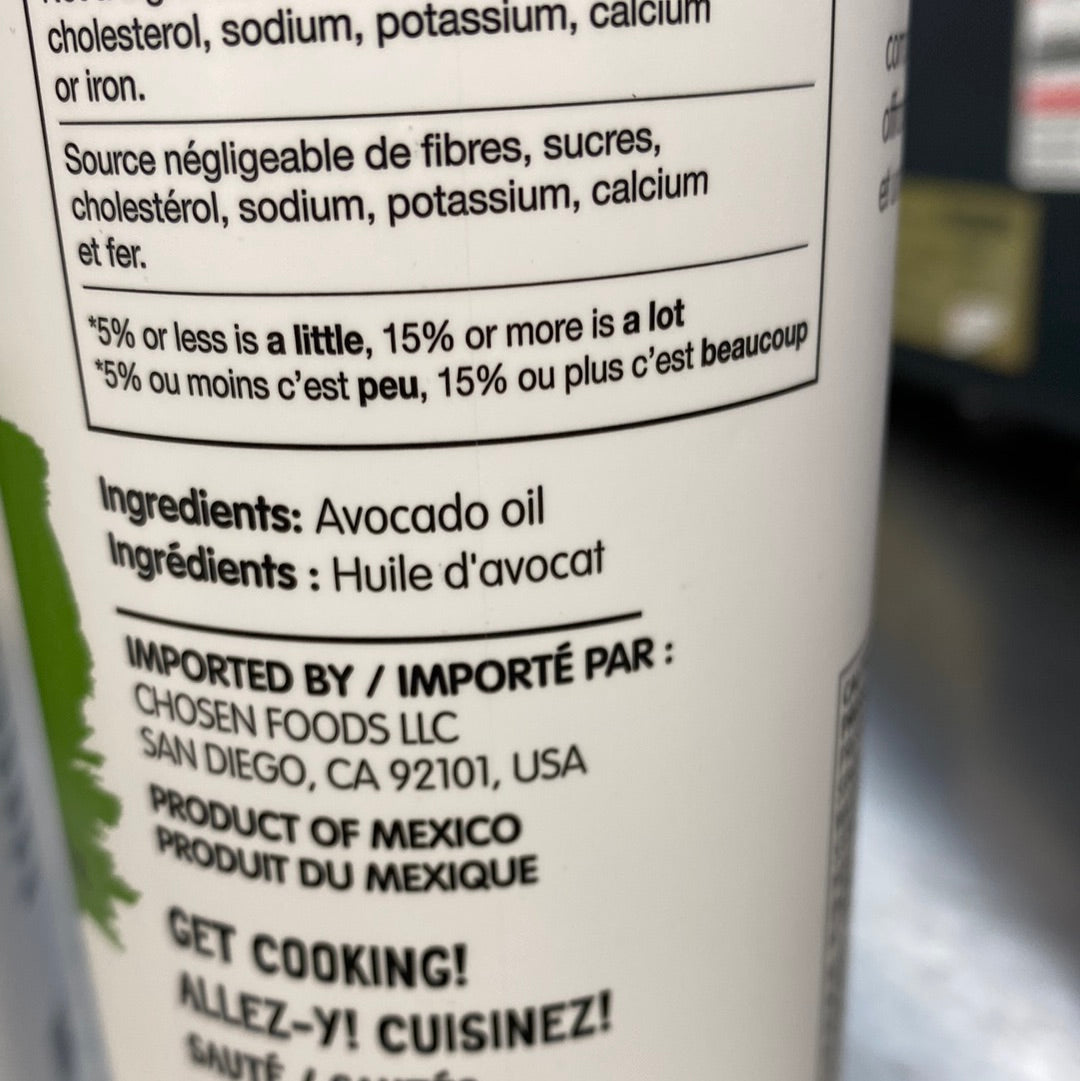 cholesterol, sodium, potassium, calcium
or iron.
Source négligeable de fibres, sucres,
cholestérol, sodium, potassium, calcium
et fer.
*5% or less is a little, 15% or more is a lot
*5% ou moins c'est peu, 15% ou plus c'est beaucoup
Ingredients: Avocado oil
Ingrédients : Huile d'avocat
IMPORTED BY / IMPORTÉ PAR :
CHOSEN FOODS LLC
SAN DIEGO, CA 92101, USA
PRODUCT OF MEXICO
PRODUIT DU MEXIQUE
GET COOKING!
ALLEZ-Y! CUISINEZ!
SAUTÉ /